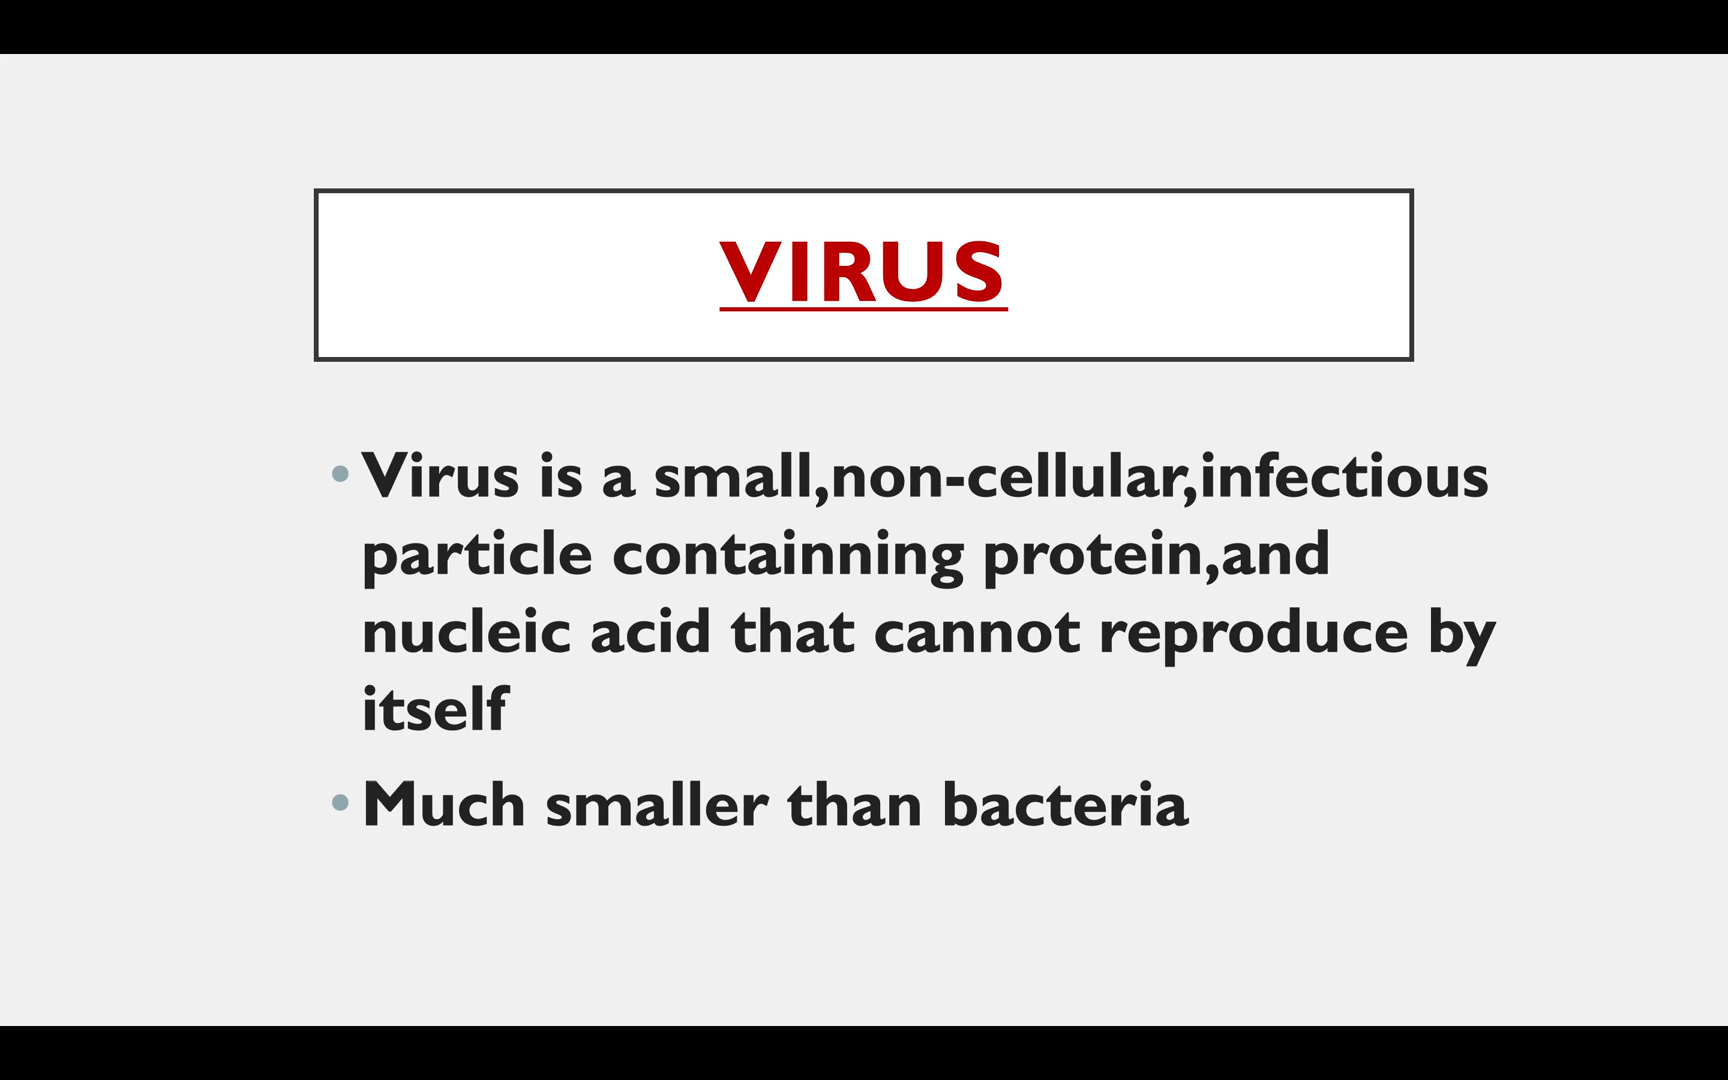 VIRUS
• Virus is a small,non-cellular,infectious
particle containning protein,and
nucleic acid that cannot reproduce by
itself
• Much smaller than bacteria